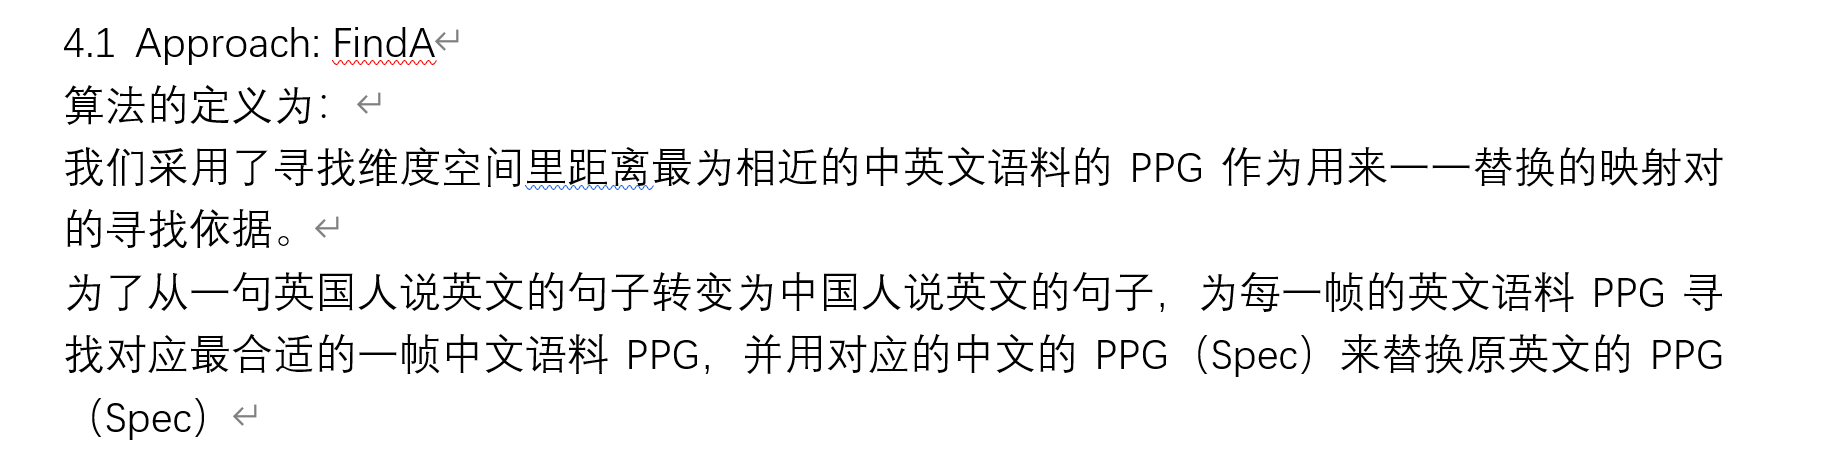 4.1 Approach: FindA
算法的定义为：
我们采用了寻找维度空间里距离最为相近的中英文语料的 PPG 作为用来一一替换的映射对
的寻找依据。
为了从一句英国人说英文的句子转变为中国人说英文的句子，为每一帧的英文语料 PPG 寻
找对应最合适的一帧中文语料 PPG，并用对应的中文的 PPG（Spec）来替换原英文的 PPG
（Spec）